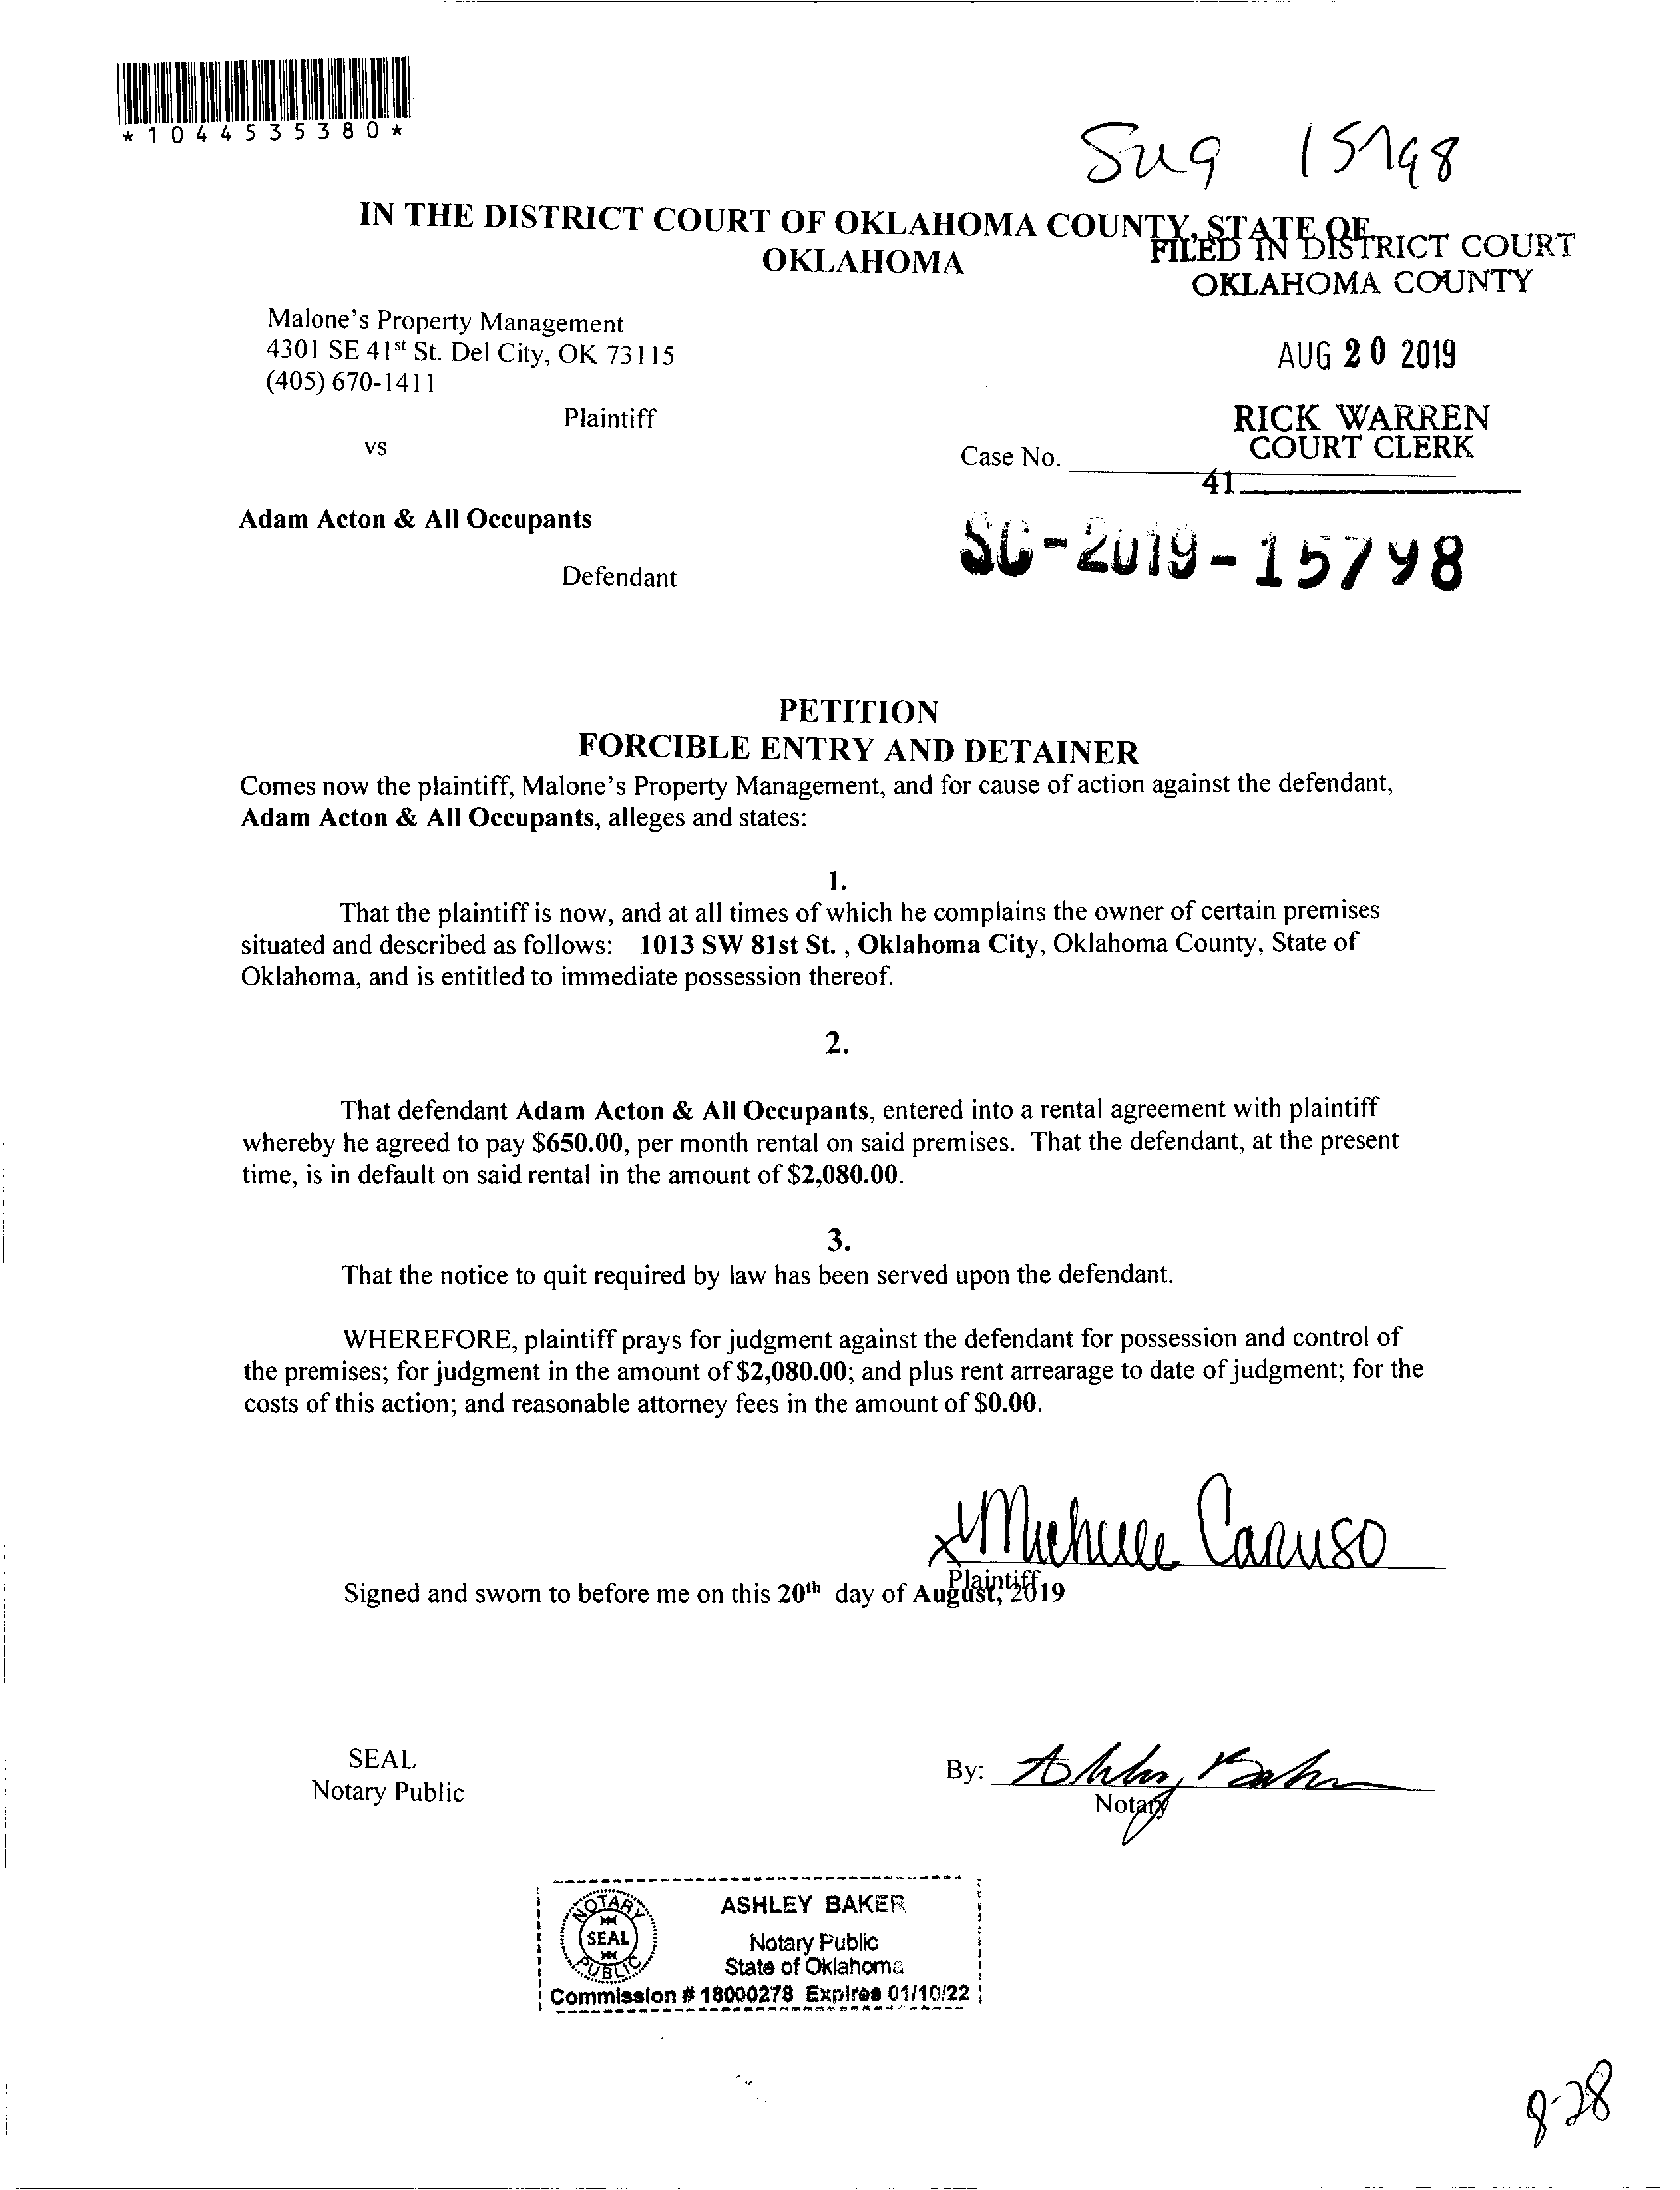 *1044535380*
IN THE DISTRICT COURT OF OKLAHOMA COUNTY, STATE OF
OKLAHOMA
FILED IN DISTRICT COURT
OKLAHOMA COUNTY
Malone's Property Management
4301 SE 41st St. Del City, OK 73115
(405) 670-1411
AUG 20 2019
Plaintiff
RICK WARREN
COURT CLERK
vs
Case No.
41
Adam Acton & All Occupants
SC-2019-15798
Defendant
PETITION
FORCIBLE ENTRY AND DETAINER
Comes now the plaintiff, Malone's Property Management, and for cause of action against the defendant,
Adam Acton & All Occupants, alleges and states:
1.
That the plaintiff is now, and at all times of which he complains the owner of certain premises
situated and described as follows: 1013 SW 81st St. , Oklahoma City, Oklahoma County, State of
Oklahoma, and is entitled to immediate possession thereof.
2.
That defendant Adam Acton & All Occupants, entered into a rental agreement with plaintiff
whereby he agreed to pay $650.00, per month rental on said premises. That the defendant, at the present
time, is in default on said rental in the amount of $2,080.00.
3.
That the notice to quit required by law has been served upon the defendant.
WHEREFORE, plaintiff prays for judgment against the defendant for possession and control of
the premises; for judgment in the amount of $2,080.00; and plus rent arrearage to date of judgment; for the
costs of this action; and reasonable attorney fees in the amount of $0.00.
x Michelle Caruso
Plaintiff
Signed and sworn to before me on this 20th day of August, 2019
SEAL
Notary Public
By: Ashley Baker
Notary
NOTARY
SEAL
PUBLIC
ASHLEY BAKER
Notary Public
State of Oklahoma
Commission # 18000278 Expires 01/10/22
8-28